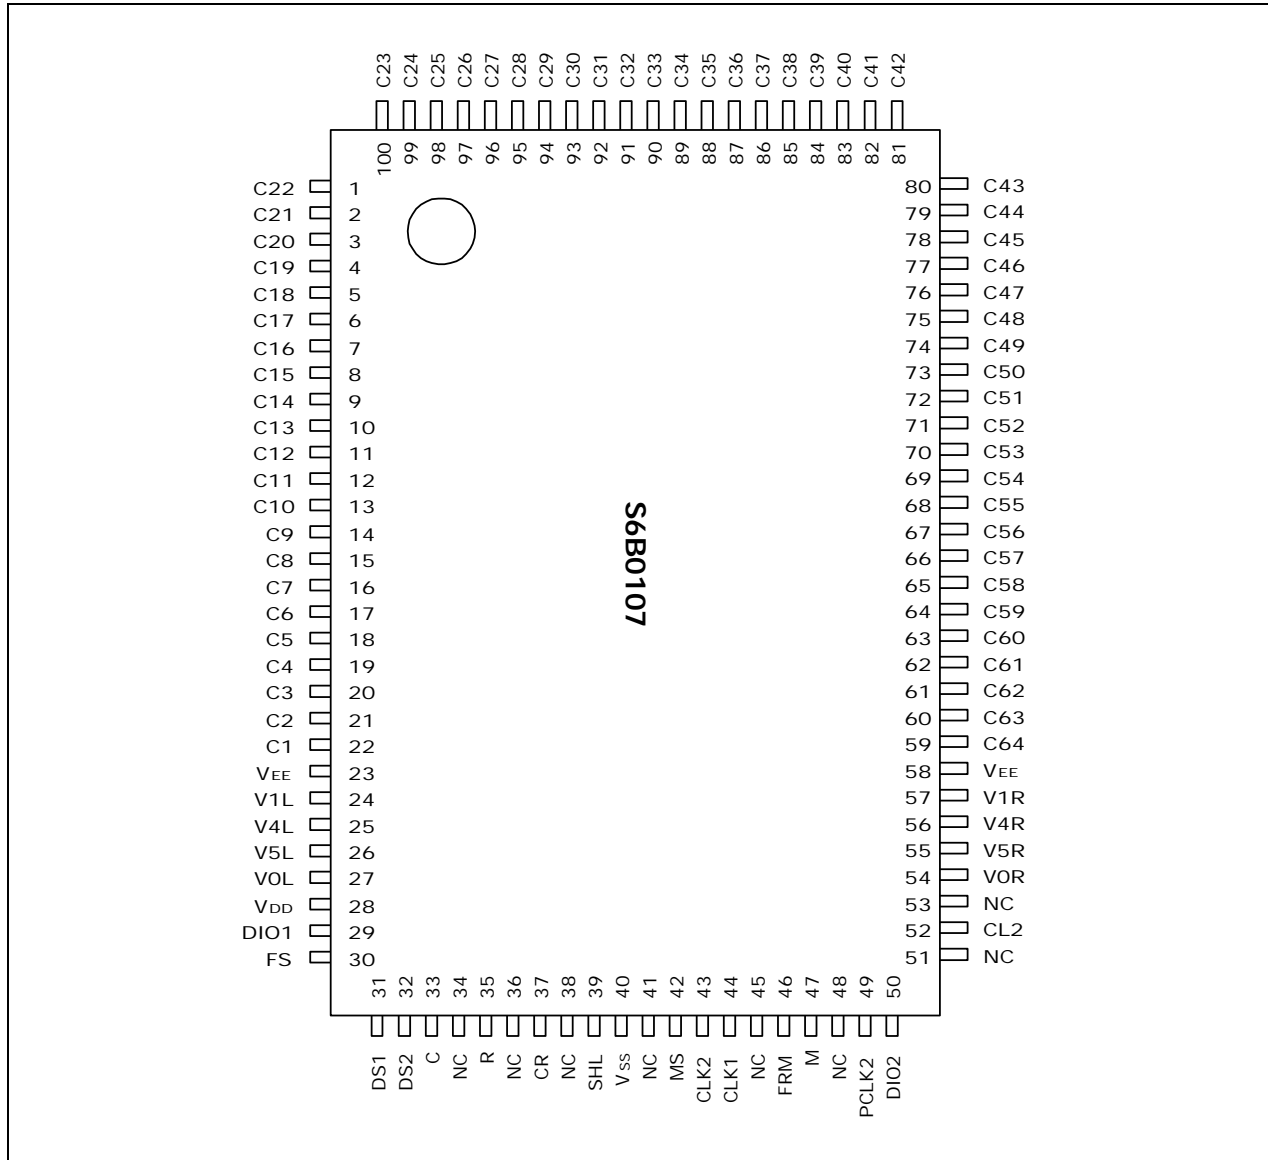 C23 C24 C25 C26 C27 C28 C29 C30 C31 C32 C33 C34 C35 C36 C37 C38 C39 C40 C41 C42
100 99 98 97 96 95 94 93 92 91 90 89 88 87 86 85 84 83 82 81
C22 1 80 C43
C21 2 79 C44
C20 3 78 C45
C19 4 77 C46
C18 5 76 C47
C17 6 75 C48
C16 7 74 C49
C15 8 73 C50
C14 9 72 C51
C13 10 71 C52
C12 11 70 C53
C11 12 69 C54
C10 13 68 C55
C9 14 67 C56
C8 15 66 C57
C7 16 65 C58
C6 17 64 C59
C5 18 63 C60
C4 19 62 C61
C3 20 61 C62
C2 21 60 C63
C1 22 59 C64
VEE 23 58 VEE
V1L 24 57 V1R
V4L 25 56 V4R
V5L 26 55 V5R
V0L 27 54 V0R
VDD 28 53 NC
DIO1 29 52 CL2
FS 30 51 NC
S6B0107
31 32 33 34 35 36 37 38 39 40 41 42 43 44 45 46 47 48 49 50
DS1 DS2 C NC R NC CR NC SHL VSS NC MS CLK2 CLK1 NC FRM M NC PCLK2 DIO2